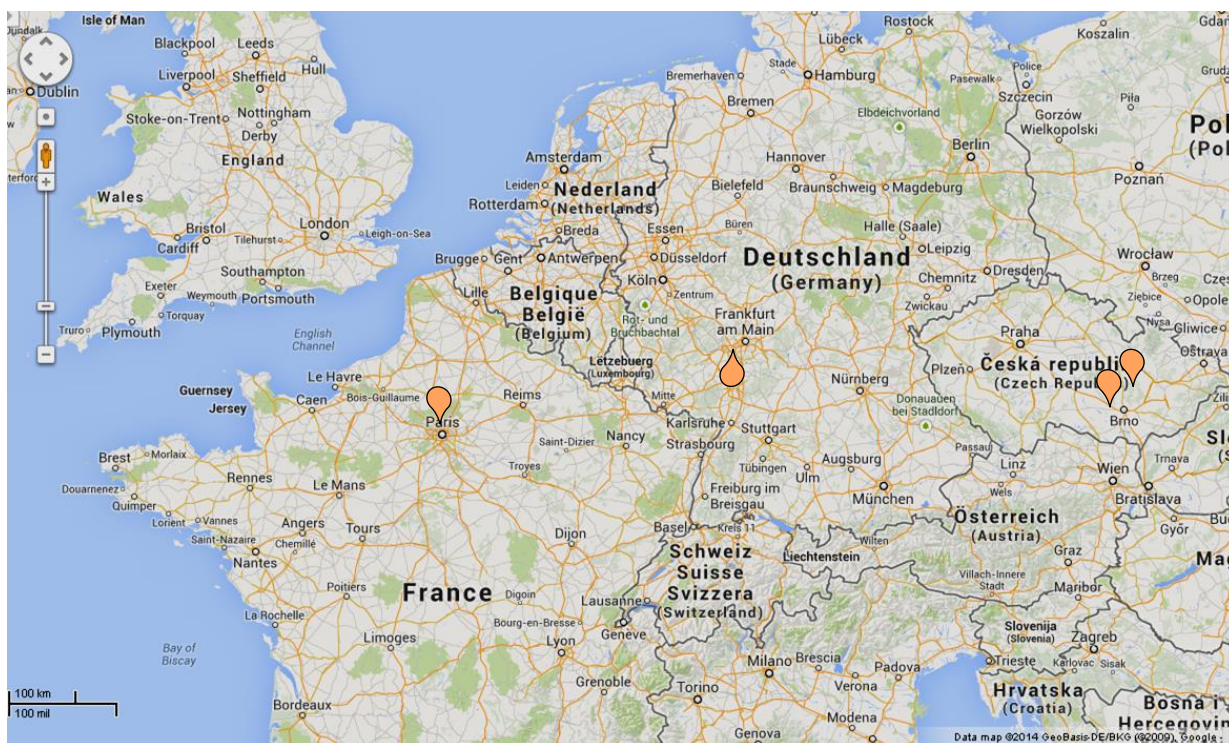 Isle of Man
Blackpool
Leeds
Hull
Liverpool
Sheffield
Dublin
Nottingham
Stoke-on-Trent
Derby
England
Wales
Bristol
Cardiff
London
Tilehurst
Leigh-on-Sea
Southampton
Exeter
Weymouth
Portsmouth
Torquay
Truro
Plymouth
English
Channel
Guernsey
Jersey
Rostock
Lübeck
Stade
Hamburg
Bremerhaven
Bremen
Pasewalk
Police
Szczecin
Koszalin
Piła
Gorzów
Wielkopolski
Poznań
Elbdeichvorland
Berlin
Amsterdam
Leiden
Rotterdam
Nederland
(Netherlands)
Breda
Hannover
Bielefeld
Braunschweig
Magdeburg
Büren
Essen
Düsseldorf
Halle (Saale)
Leipzig
Deutschland
(Germany)
Chemnitz
Dresden
Zwickau
Wrocław
Brzeg
Ziębice
Opole
Nysa
Gliwice
Ostrava
Brugge
Gent
Antwerpen
Lille
Belgique
België
(Belgium)
Köln
Zentrum
Rot- und
Bruchbachtal
Frankfurt
am Main
Lëtzebuerg
(Luxembourg)
Praha
Plzeň
Česká republi
(Czech Republic)
Brno
Nürnberg
Donauauen
bei Stadldorf
Le Havre
Bois-Guillaume
Caen
Reims
Paris
Mitte
Karlsruhe
Stuttgart
Saint-Dizier
Nancy
Strasbourg
Tübingen
Augsburg
Ulm
Passau
Linz
Wels
Wien
Trnava
Bratislava
Brest
Morlaix
Douarnenez
Quimper
Lorient
Vannes
Rennes
Le Mans
Troyes
Freiburg im
Breisgau
München
Österreich
(Austria)
Győr
Angers
Chemillé
Tours
Saint-Nazaire
Nantes
Dijon
Basel
Kreis 11
Schweiz
Suisse
Svizzera
(Switzerland)
Liechtenstein
Wilten
Graz
Villach-Innere
Stadt
Maribor
Poitiers
France
Digoin
Lausanne
La Rochelle
Bourg-en-Bresse
Genève
Limoges
Lyon
Bay of
Biscay
Slovenija
(Slovenia)
Zagreb
Milano
Brescia
Padova
Trieste
Karlovac
Sisak
Grenoble
Torino
Verona
Hrvatska
(Croatia)
Bordeaux
Modena
Bosna i
Hercegovin
Genova
100 km
100 mil
Data map ©2014 GeoBasis-DE/BKG (©2009), Google -